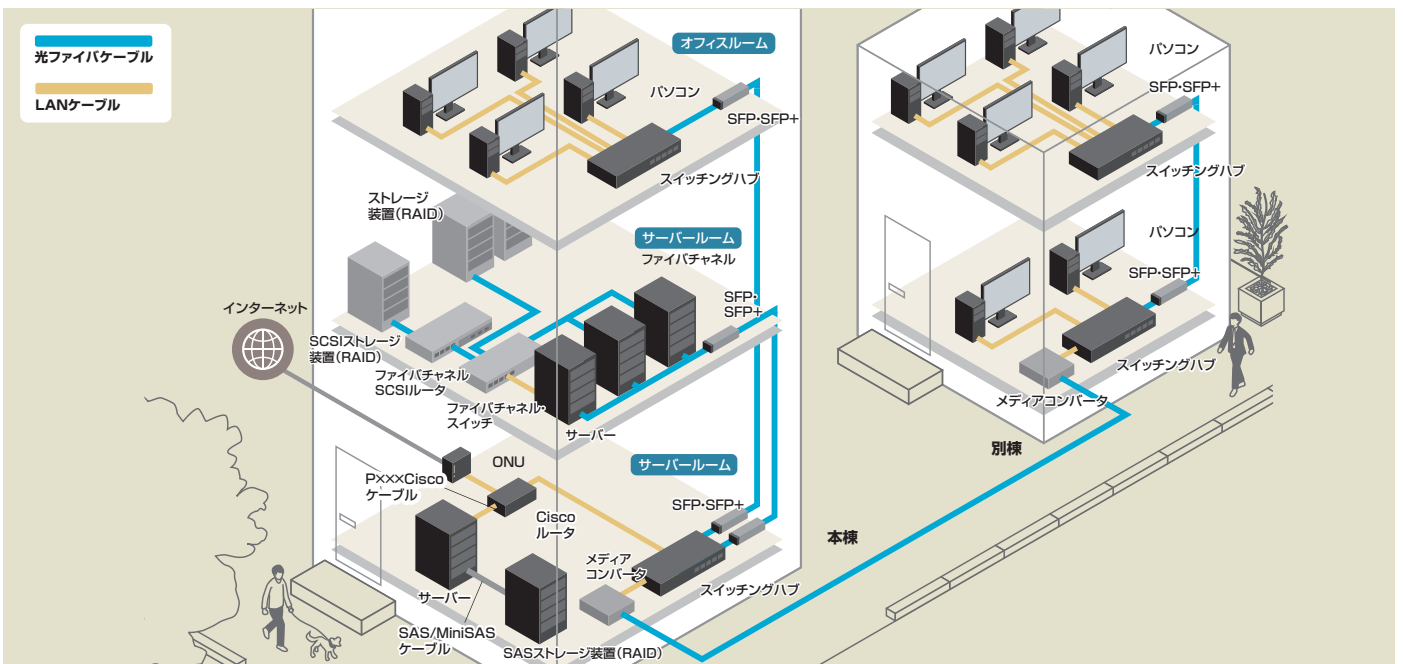 光ファイバケーブル
LANケーブル
オフィスルーム
パソコン
SFP・SFP+
スイッチングハブ
ストレージ
装置(RAID)
サーバールーム
ファイバチャネル
SFP・
SFP+
インターネット
SCSIストレージ
装置(RAID)
ファイバチャネル
SCSIルータ
ファイバチャネル・
スイッチ
サーバー
サーバールーム
ONU
P×××Cisco
ケーブル
Cisco
ルータ
SFP・SFP+
メディア
コンバータ
スイッチングハブ
サーバー
SAS/MiniSAS
ケーブル
SASストレージ装置(RAID)
本棟
パソコン
SFP・SFP+
スイッチングハブ
パソコン
SFP・SFP+
スイッチングハブ
メディアコンバータ
別棟